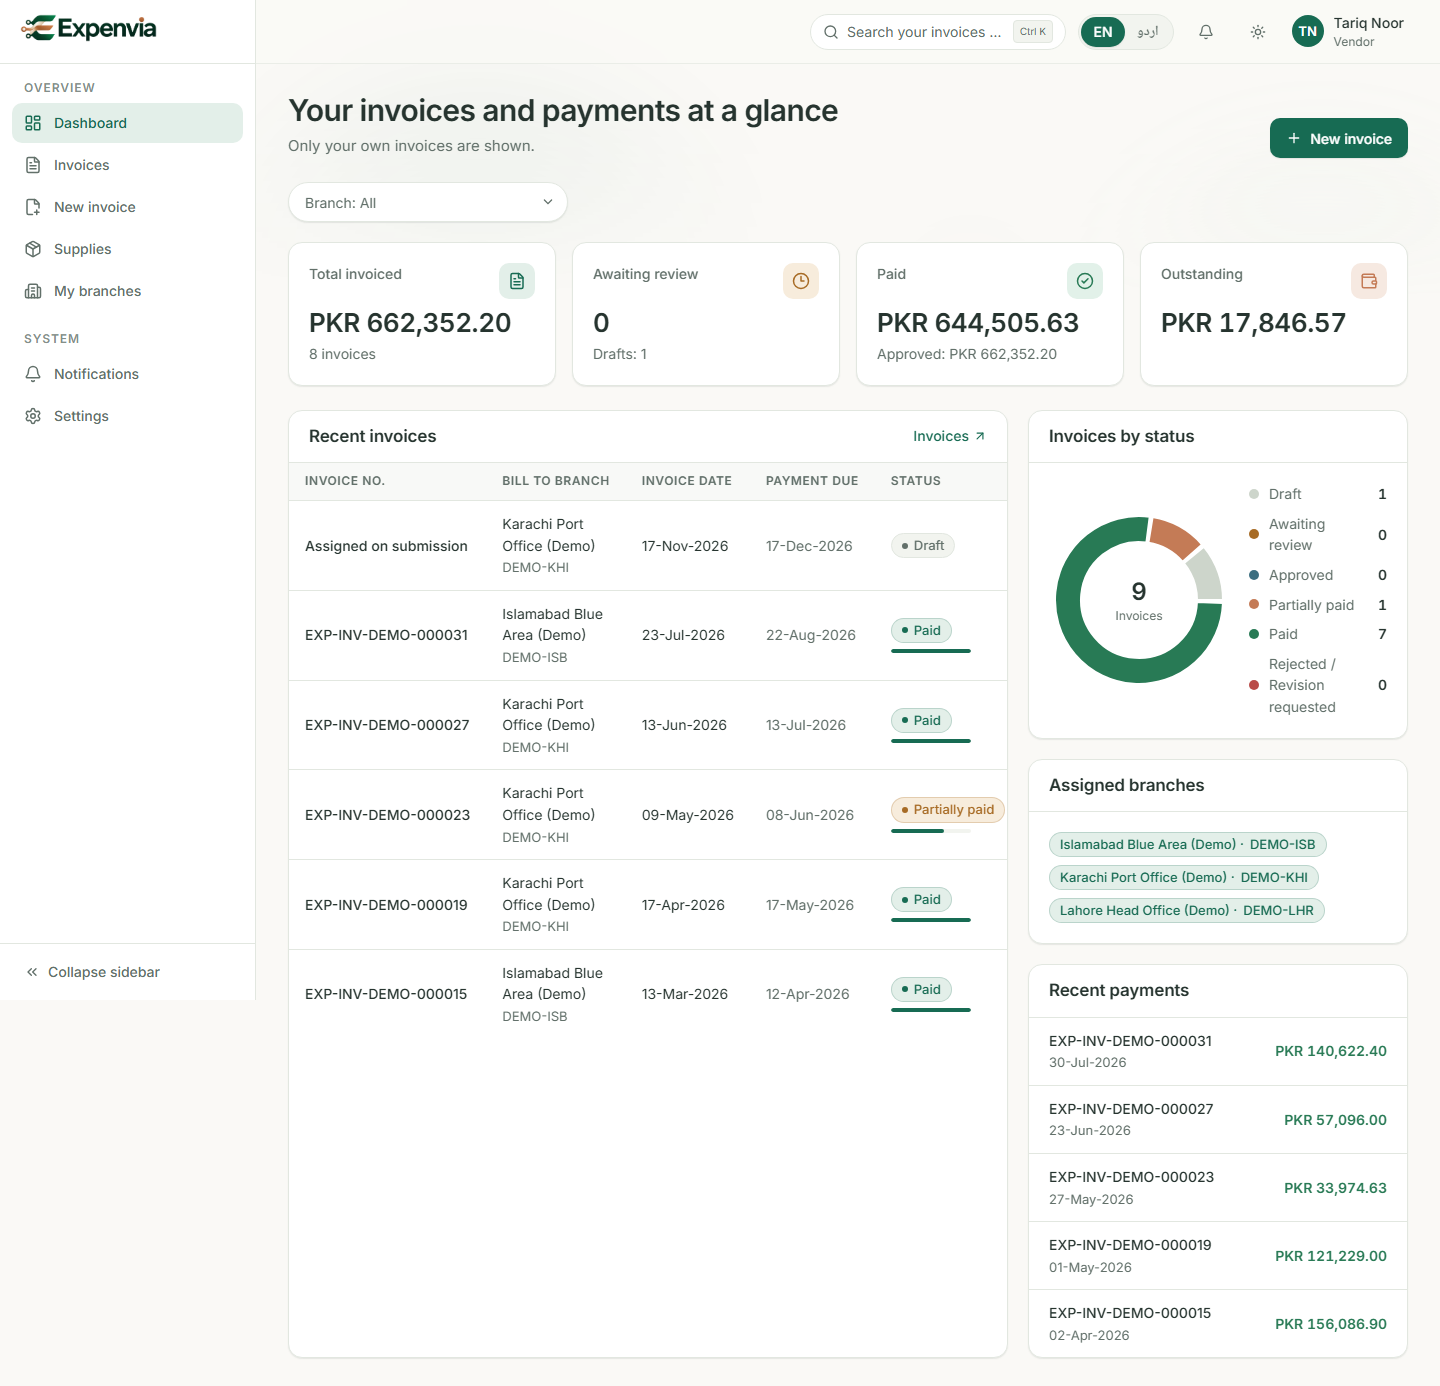 Expenvia
Search your invoices ...
Ctrl K
EN
اردو
TN
Tariq Noor
Vendor
OVERVIEW
Dashboard
Invoices
New invoice
Supplies
My branches
SYSTEM
Notifications
Settings
Collapse sidebar
Your invoices and payments at a glance
Only your own invoices are shown.
New invoice
Branch: All
Total invoiced
PKR 662,352.20
8 invoices
Awaiting review
0
Drafts: 1
Paid
PKR 644,505.63
Approved: PKR 662,352.20
Outstanding
PKR 17,846.57
Recent invoices
Invoices
INVOICE NO. BILL TO BRANCH INVOICE DATE PAYMENT DUE STATUS
Karachi Port
Assigned on submission Office (Demo) 17-Nov-2026 17-Dec-2026 Draft
DEMO-KHI
Islamabad Blue
EXP-INV-DEMO-000031 Area (Demo) 23-Jul-2026 22-Aug-2026 Paid
DEMO-ISB
Karachi Port
EXP-INV-DEMO-000027 Office (Demo) 13-Jun-2026 13-Jul-2026 Paid
DEMO-KHI
Karachi Port
EXP-INV-DEMO-000023 Office (Demo) 09-May-2026 08-Jun-2026 Partially paid
DEMO-KHI
Karachi Port
EXP-INV-DEMO-000019 Office (Demo) 17-Apr-2026 17-May-2026 Paid
DEMO-KHI
Islamabad Blue
EXP-INV-DEMO-000015 Area (Demo) 13-Mar-2026 12-Apr-2026 Paid
DEMO-ISB
Invoices by status
9
Invoices
Draft 1
Awaiting
review 0
Approved 0
Partially paid 1
Paid 7
Rejected /
Revision 0
requested
Assigned branches
Islamabad Blue Area (Demo) · DEMO-ISB
Karachi Port Office (Demo) · DEMO-KHI
Lahore Head Office (Demo) · DEMO-LHR
Recent payments
EXP-INV-DEMO-000031
30-Jul-2026
PKR 140,622.40
EXP-INV-DEMO-000027
23-Jun-2026
PKR 57,096.00
EXP-INV-DEMO-000023
27-May-2026
PKR 33,974.63
EXP-INV-DEMO-000019
01-May-2026
PKR 121,229.00
EXP-INV-DEMO-000015
02-Apr-2026
PKR 156,086.90